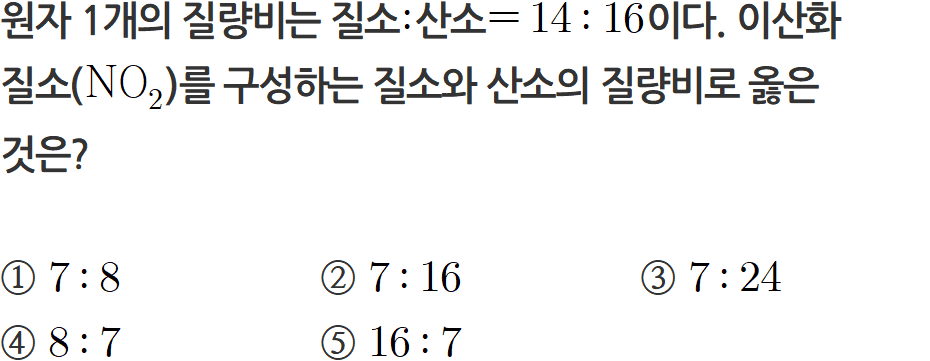 원자 1개의 질량비는 질소:산소= 14 : 16이다. 이산화
질소(NO₂)를 구성하는 질소와 산소의 질량비로 옳은
것은?
① 7 : 8 ② 7 : 16 ③ 7 : 24
④ 8 : 7 ⑤ 16 : 7